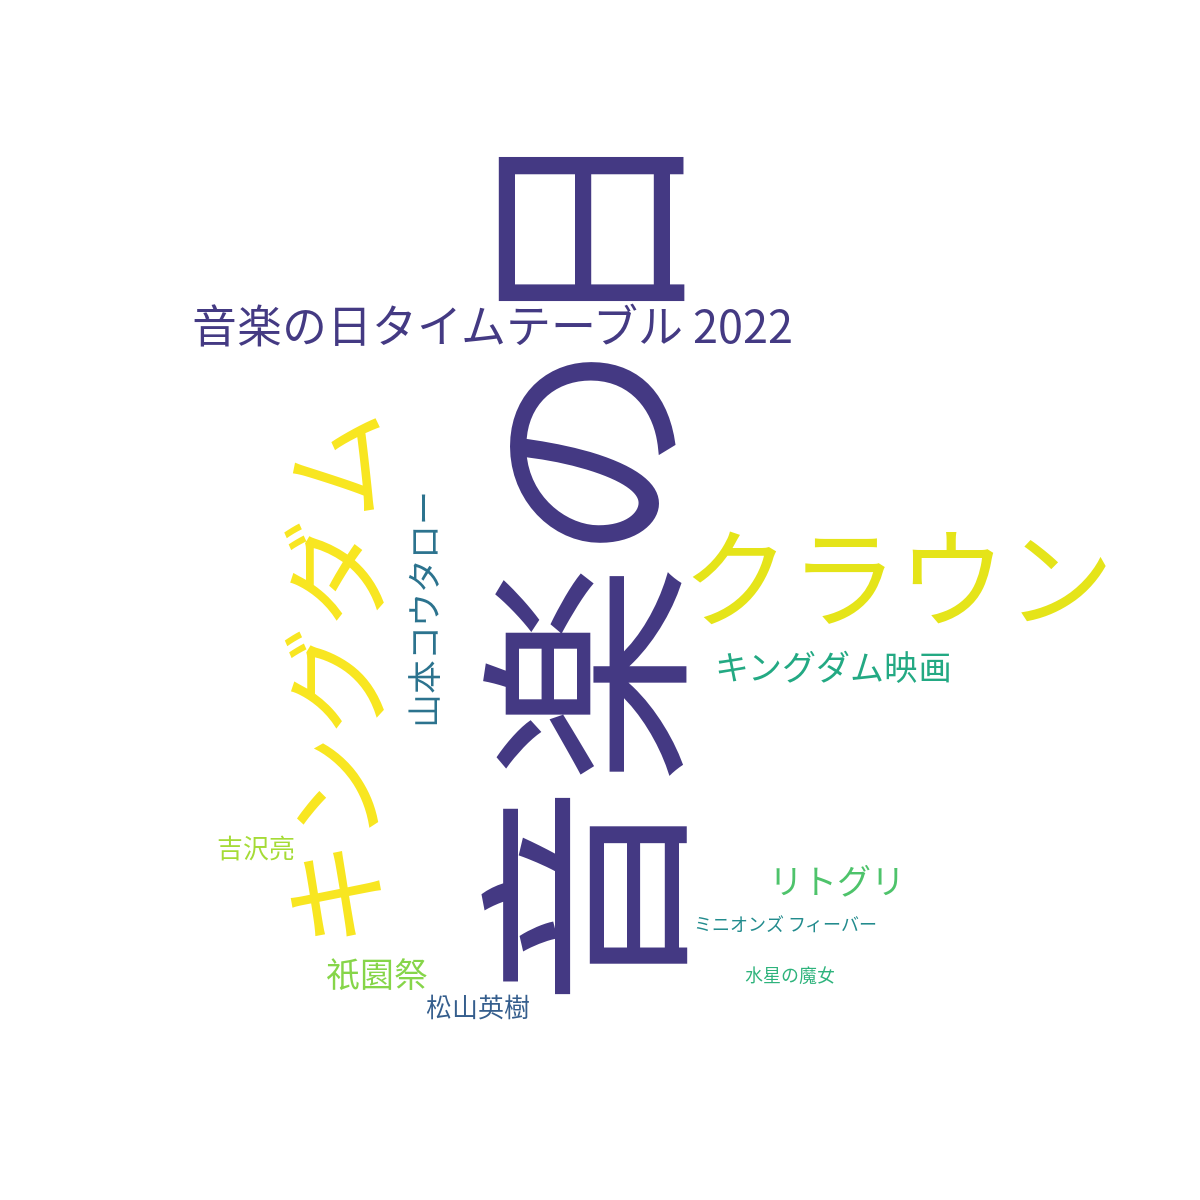 音楽の日
音楽の日タイムテーブル 2022
キングダム
山本コウタロー
クラウン
キングダム映画
吉沢亮
リトグリ
ミニオンズ フィーバー
祇園祭
水星の魔女
松山英樹